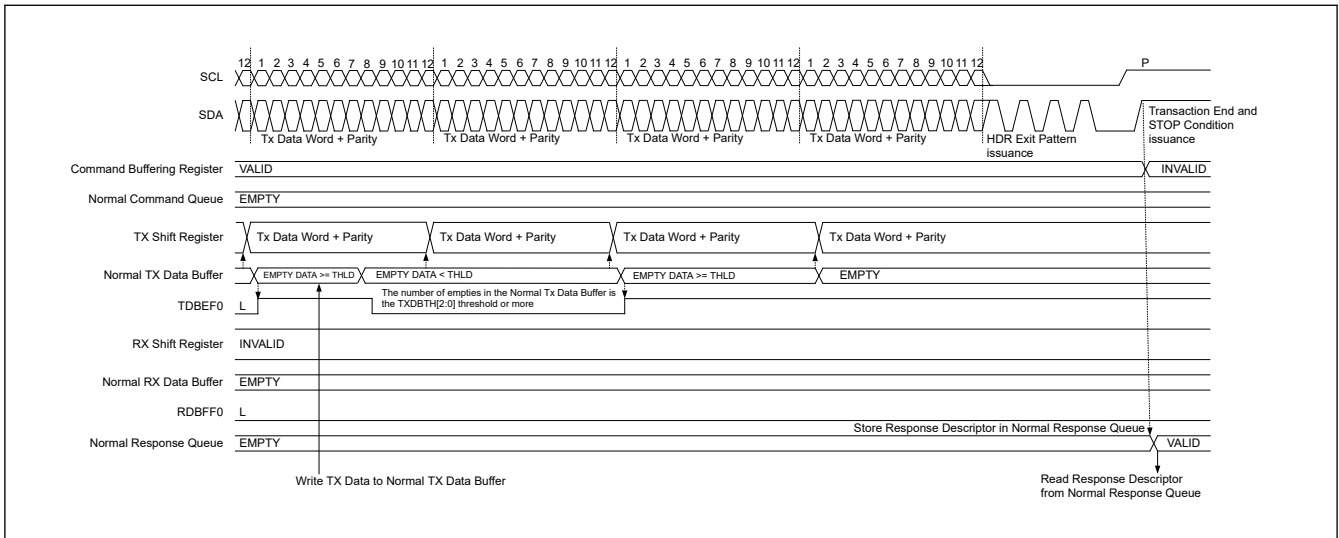 12 1 2 3 4 5 6 7 8 9 10 11 12 1 2 3 4 5 6 7 8 9 10 11 12 1 2 3 4 5 6 7 8 9 10 11 12 1 2 3 4 5 6 7 8 9 10 11 12 P
SCL
SDA
Tx Data Word + Parity Tx Data Word + Parity Tx Data Word + Parity Tx Data Word + Parity
HDR Exit Pattern
issuance
Transaction End and
STOP Condition
issuance
Command Buffering Register VALID INVALID
Normal Command Queue EMPTY
TX Shift Register Tx Data Word + Parity Tx Data Word + Parity Tx Data Word + Parity Tx Data Word + Parity
Normal TX Data Buffer EMPTY DATA >= THLD EMPTY DATA < THLD EMPTY DATA >= THLD EMPTY
TDBEF0 L
The number of empties in the Normal Tx Data Buffer is
the TXDBTH[2:0] threshold or more
RX Shift Register INVALID
Normal RX Data Buffer EMPTY
RDBFF0 L
Store Response Descriptor in Normal Response Queue
Normal Response Queue EMPTY VALID
Write TX Data to Normal TX Data Buffer
Read Response Descriptor
from Normal Response Queue